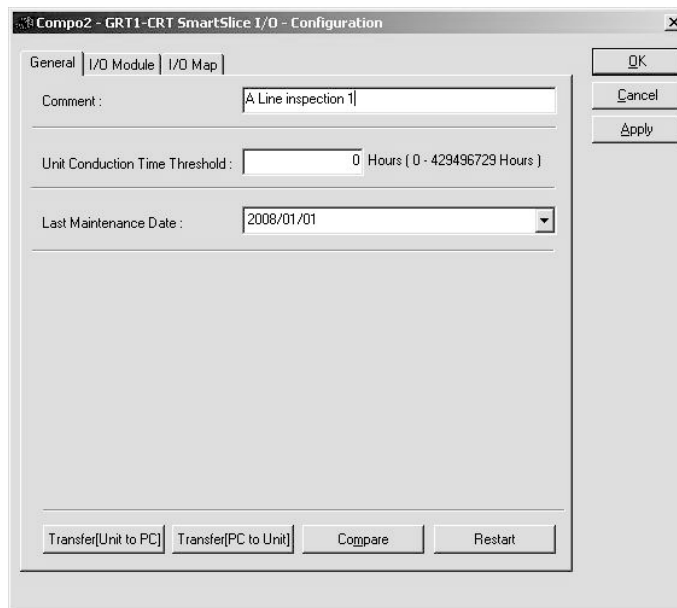 Compo2 - GRT1-CRT SmartSlice I/O - Configuration
General I/O Module I/O Map
OK
Cancel
Apply
Comment : A Line inspection 1
Unit Conduction Time Threshold : 0 Hours ( 0 - 429496729 Hours )
Last Maintenance Date : 2008/01/01
Transfer[Unit to PC] Transfer[PC to Unit] Compare Restart